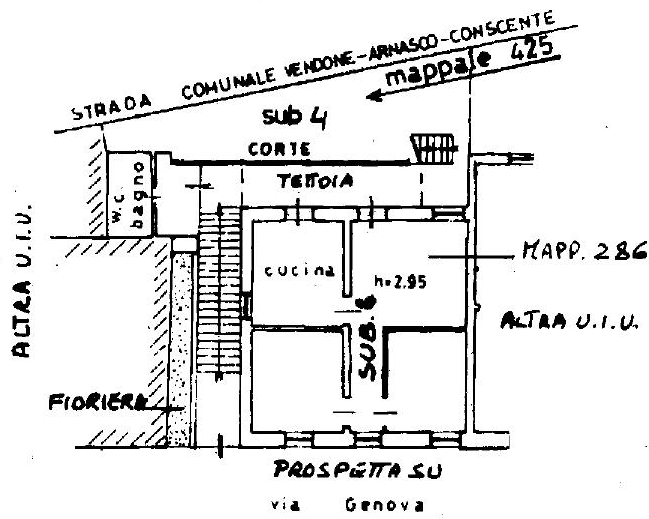 STRADA COMUNALE VENDONE-ARNASCO-CONSCENTE
mappale 425
sub 4
CORTE
TETTOIA
w.c.
bagno
ALTRA U.I.U.
cucina
h=2.95
MAPP. 286
SUB. 6
ALTRA U.I.U.
FIORIERA
PROSPETTA SU
via Genova